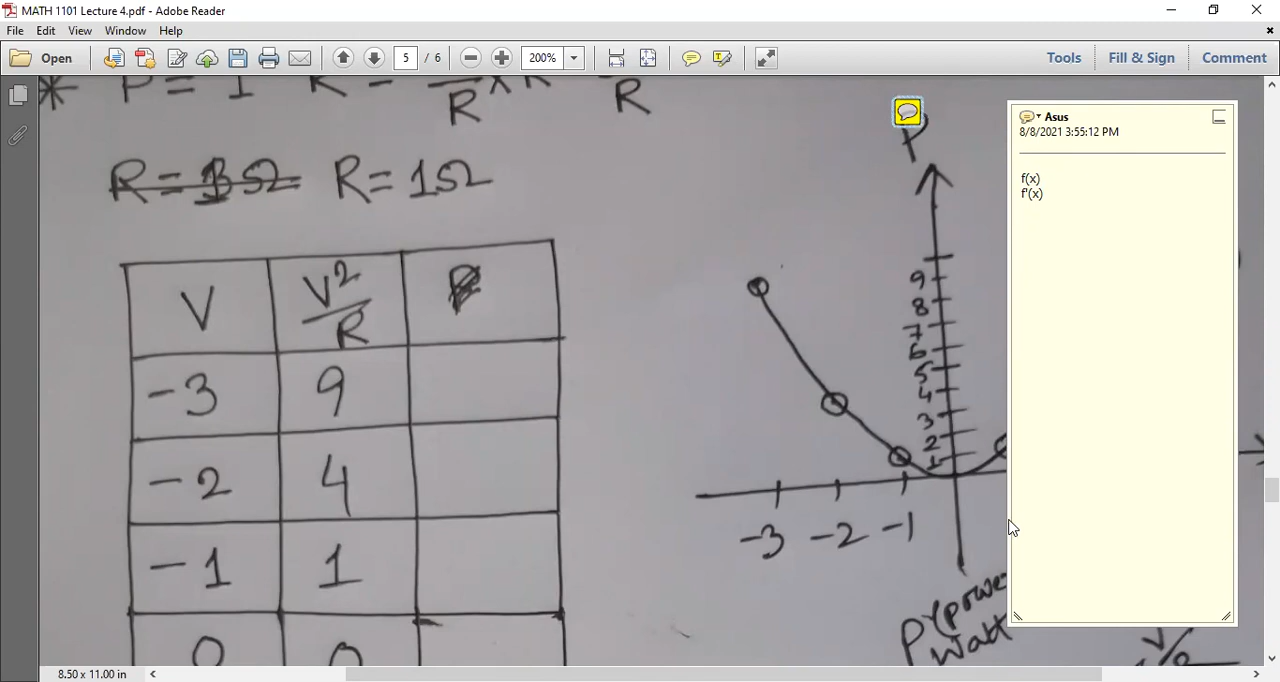 MATH 1101 Lecture 4.pdf - Adobe Reader
File Edit View Window Help
Open 5 / 6 200% Tools Fill & Sign Comment
R
R = 1Ω R = 1Ω
V V²/R
-3 9
-2 4
-1 1
0 0
P
9
8
7
6
5
4
3
2
1
-3 -2 -1
P (powe
Watt
Asus
8/8/2021 3:55:12 PM
f(x)
f'(x)
8.50 x 11.00 in